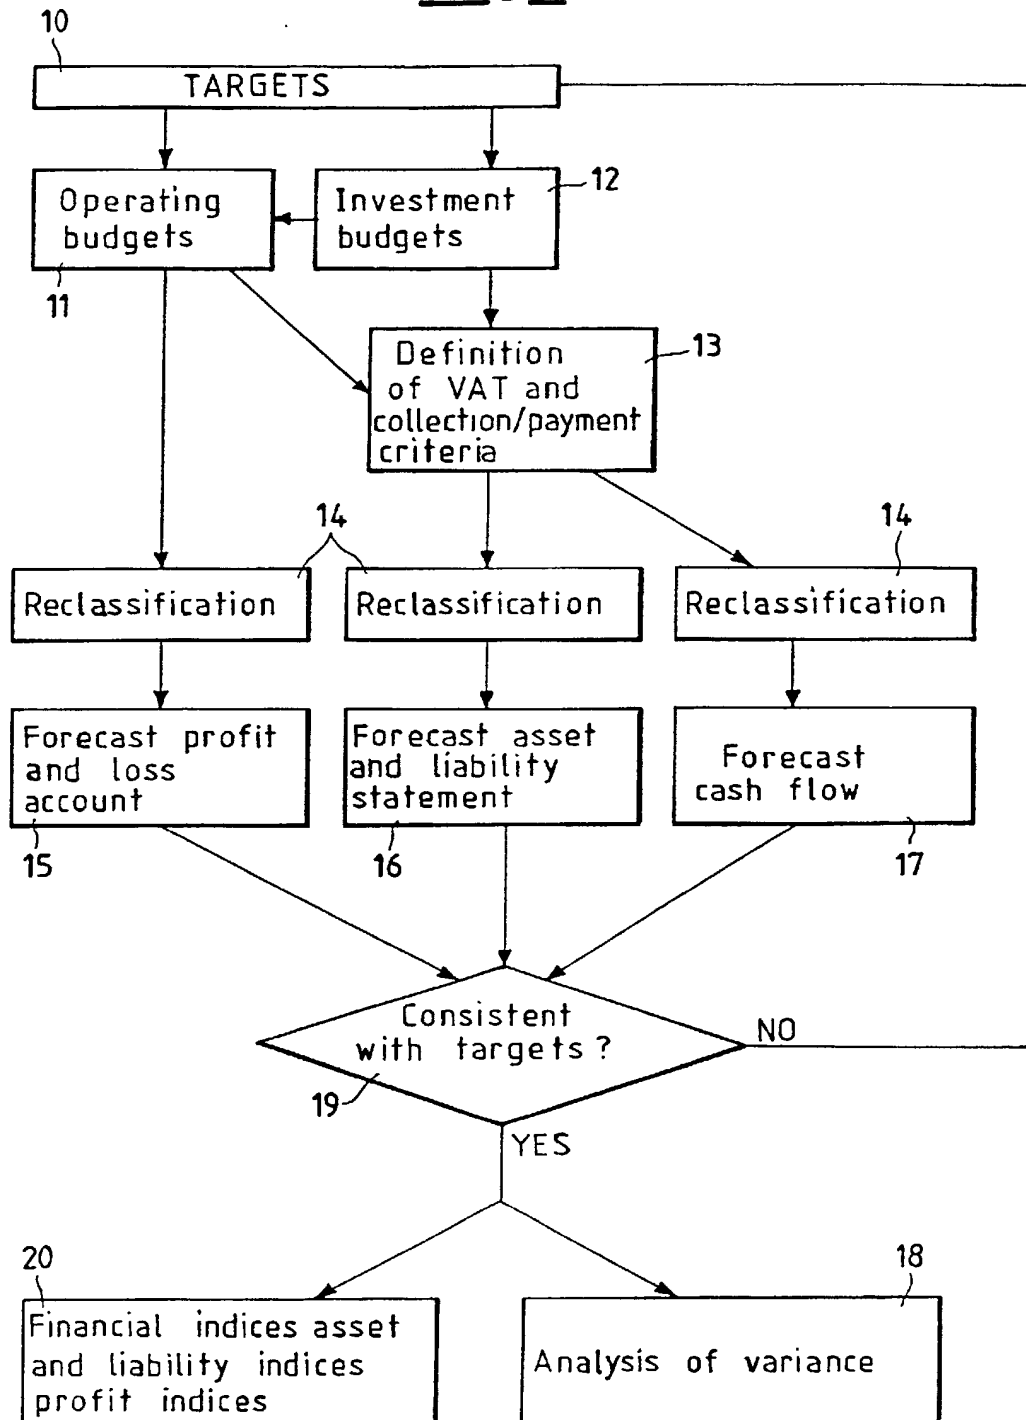 10
TARGETS
Operating
budgets
11
Investment
budgets
12
Definition
of VAT and
collection/payment
criteria
13
14
14
Reclassification
Reclassification
Reclassification
Forecast profit
and loss
account
15
Forecast asset
and liability
statement
16
Forecast
cash flow
17
Consistent
with targets?
19
NO
YES
20
Financial indices asset
and liability indices
profit indices
18
Analysis of variance